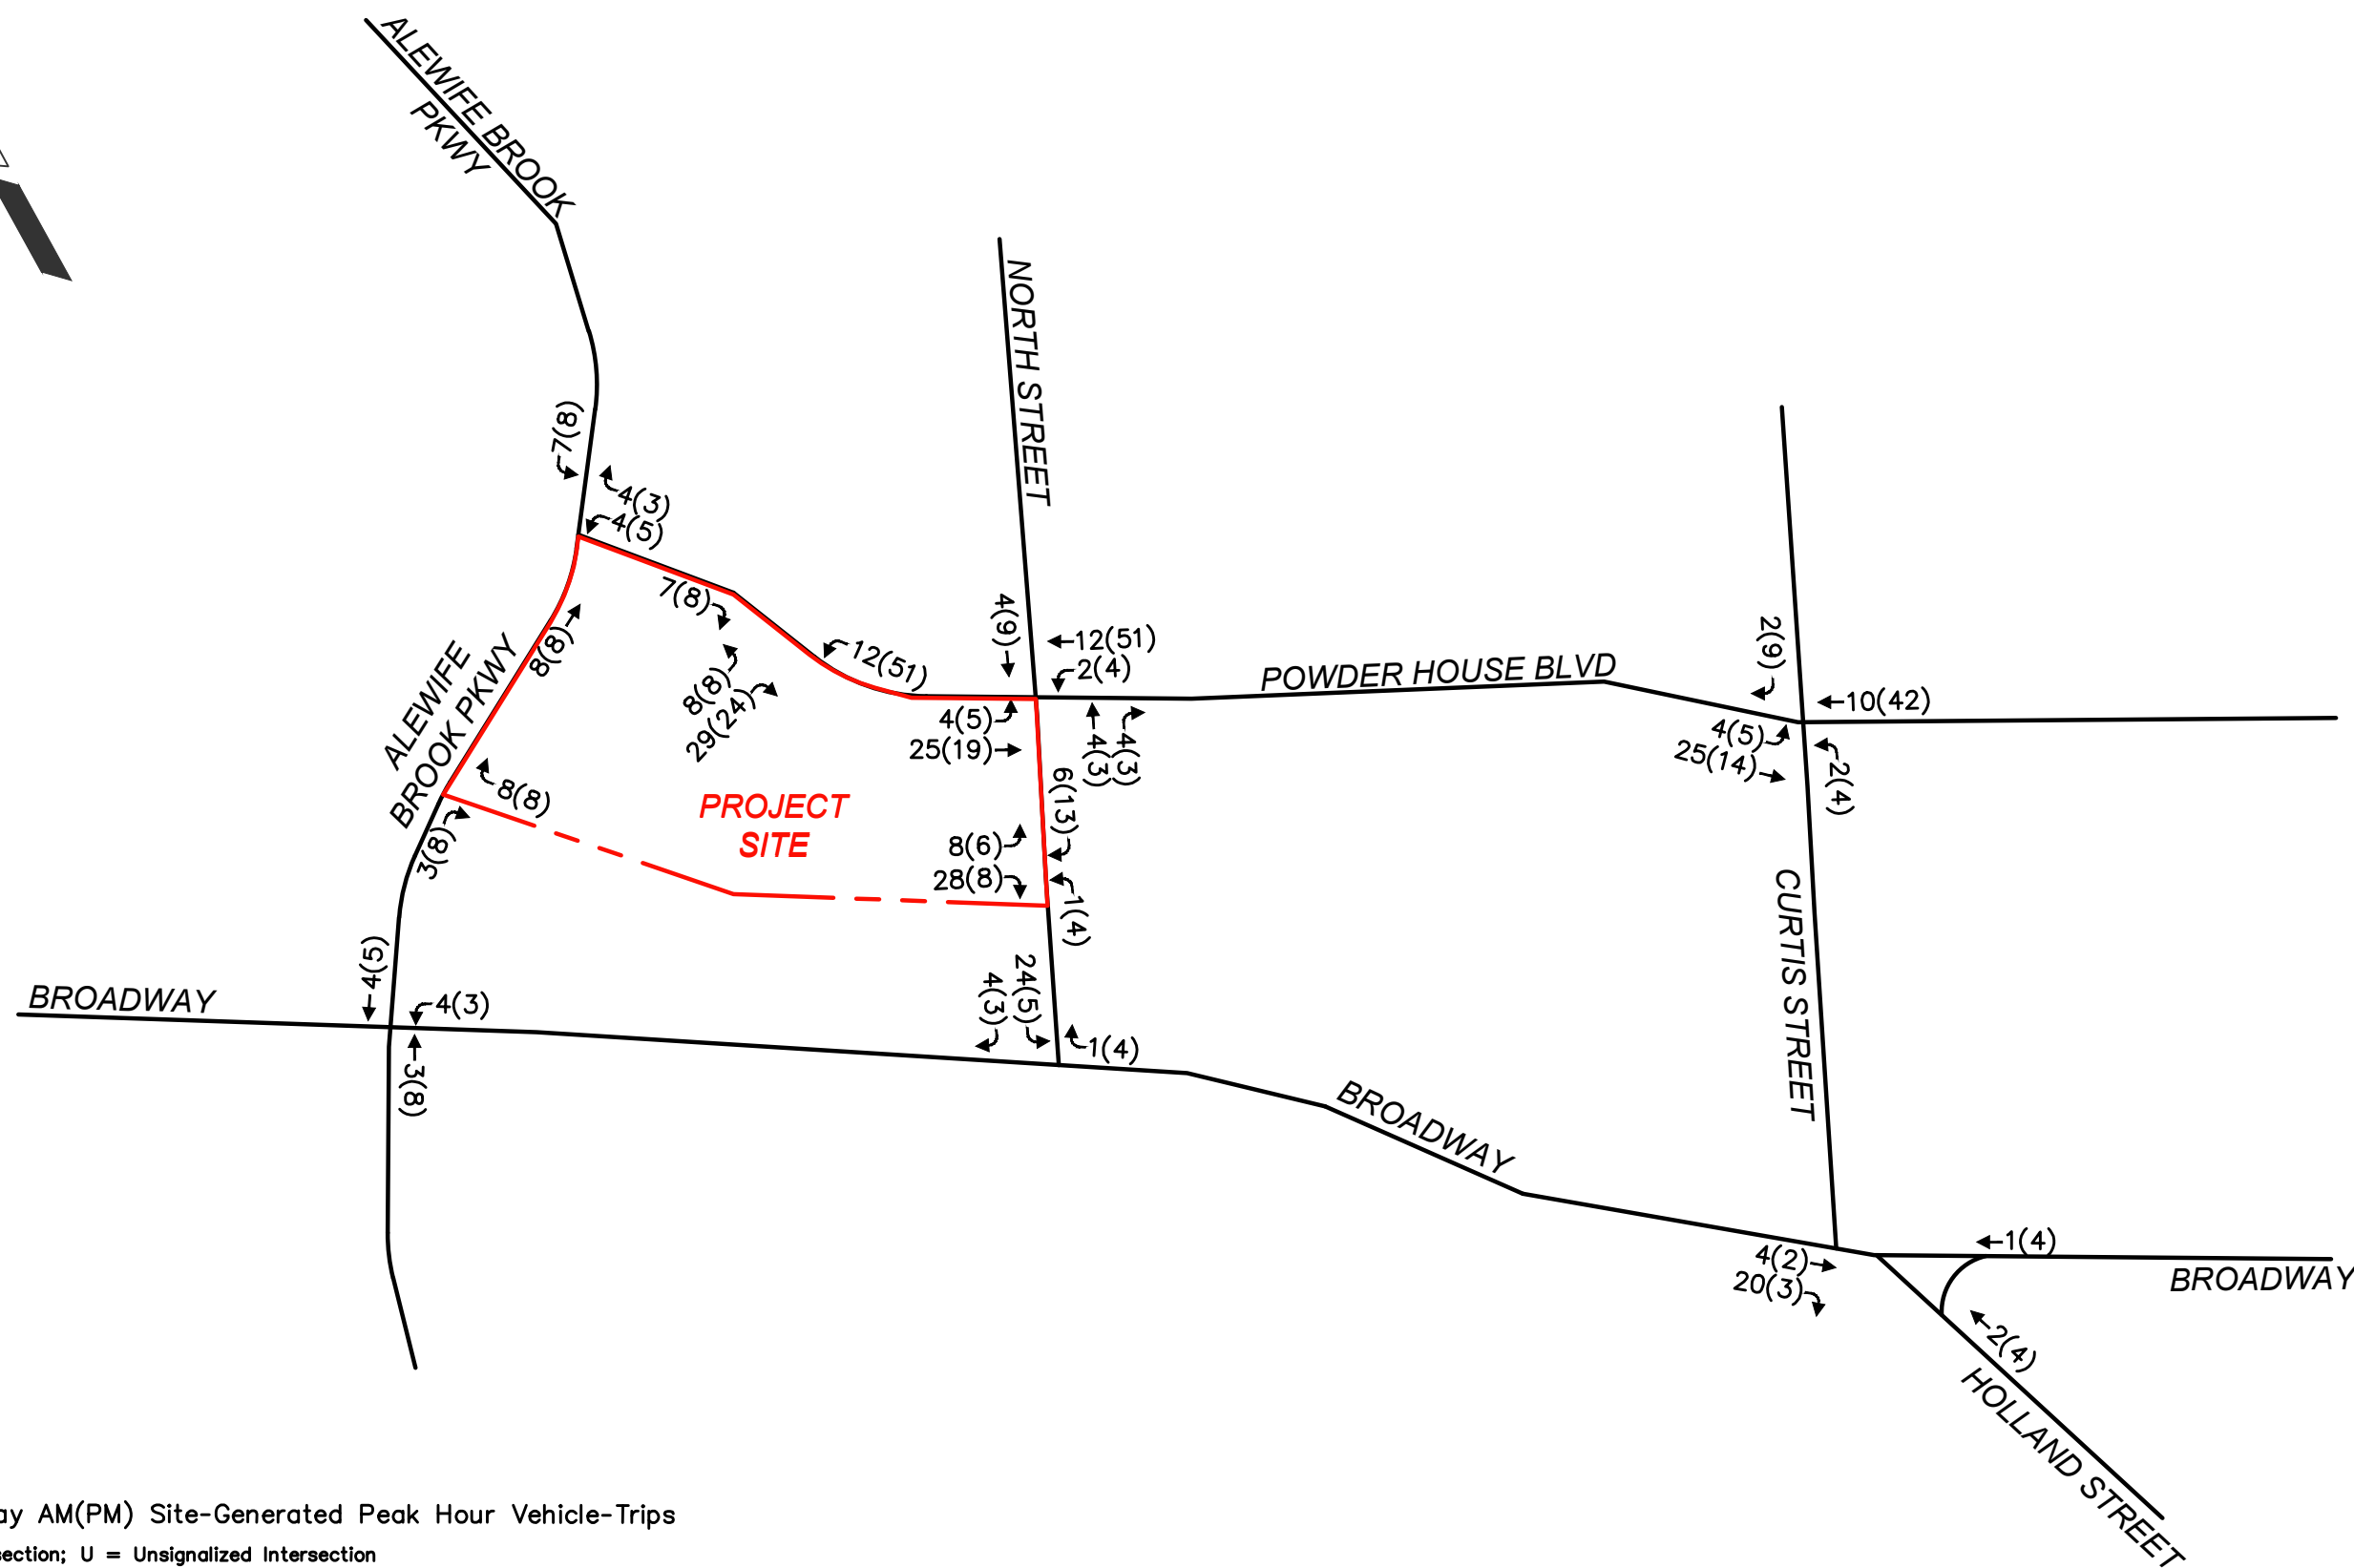 ALEWIFE BROOK
PKWY
NORTH STREET
7(8)
4(3)
4(5)
7(8)
12(51)
8(8)
29(24)
8(8)
ALEWIFE
BROOK PKWY
4(9)
12(51)
2(4)
POWDER HOUSE BLVD
4(5)
25(19)
4(3)
4(3)
2(9)
10(42)
4(5)
25(14)
2(4)
8(8)
3(8)
PROJECT
SITE
6(13)
8(6)
28(8)
1(4)
CURTIS STREET
4(5)
BROADWAY
4(3)
3(8)
4(3)
24(5)
1(4)
BROADWAY
4(2)
20(3)
1(4)
BROADWAY
2(4)
HOLLAND STREET
AM(PM) Site-Generated Peak Hour Vehicle-Trips
U = Unsignalized Intersection